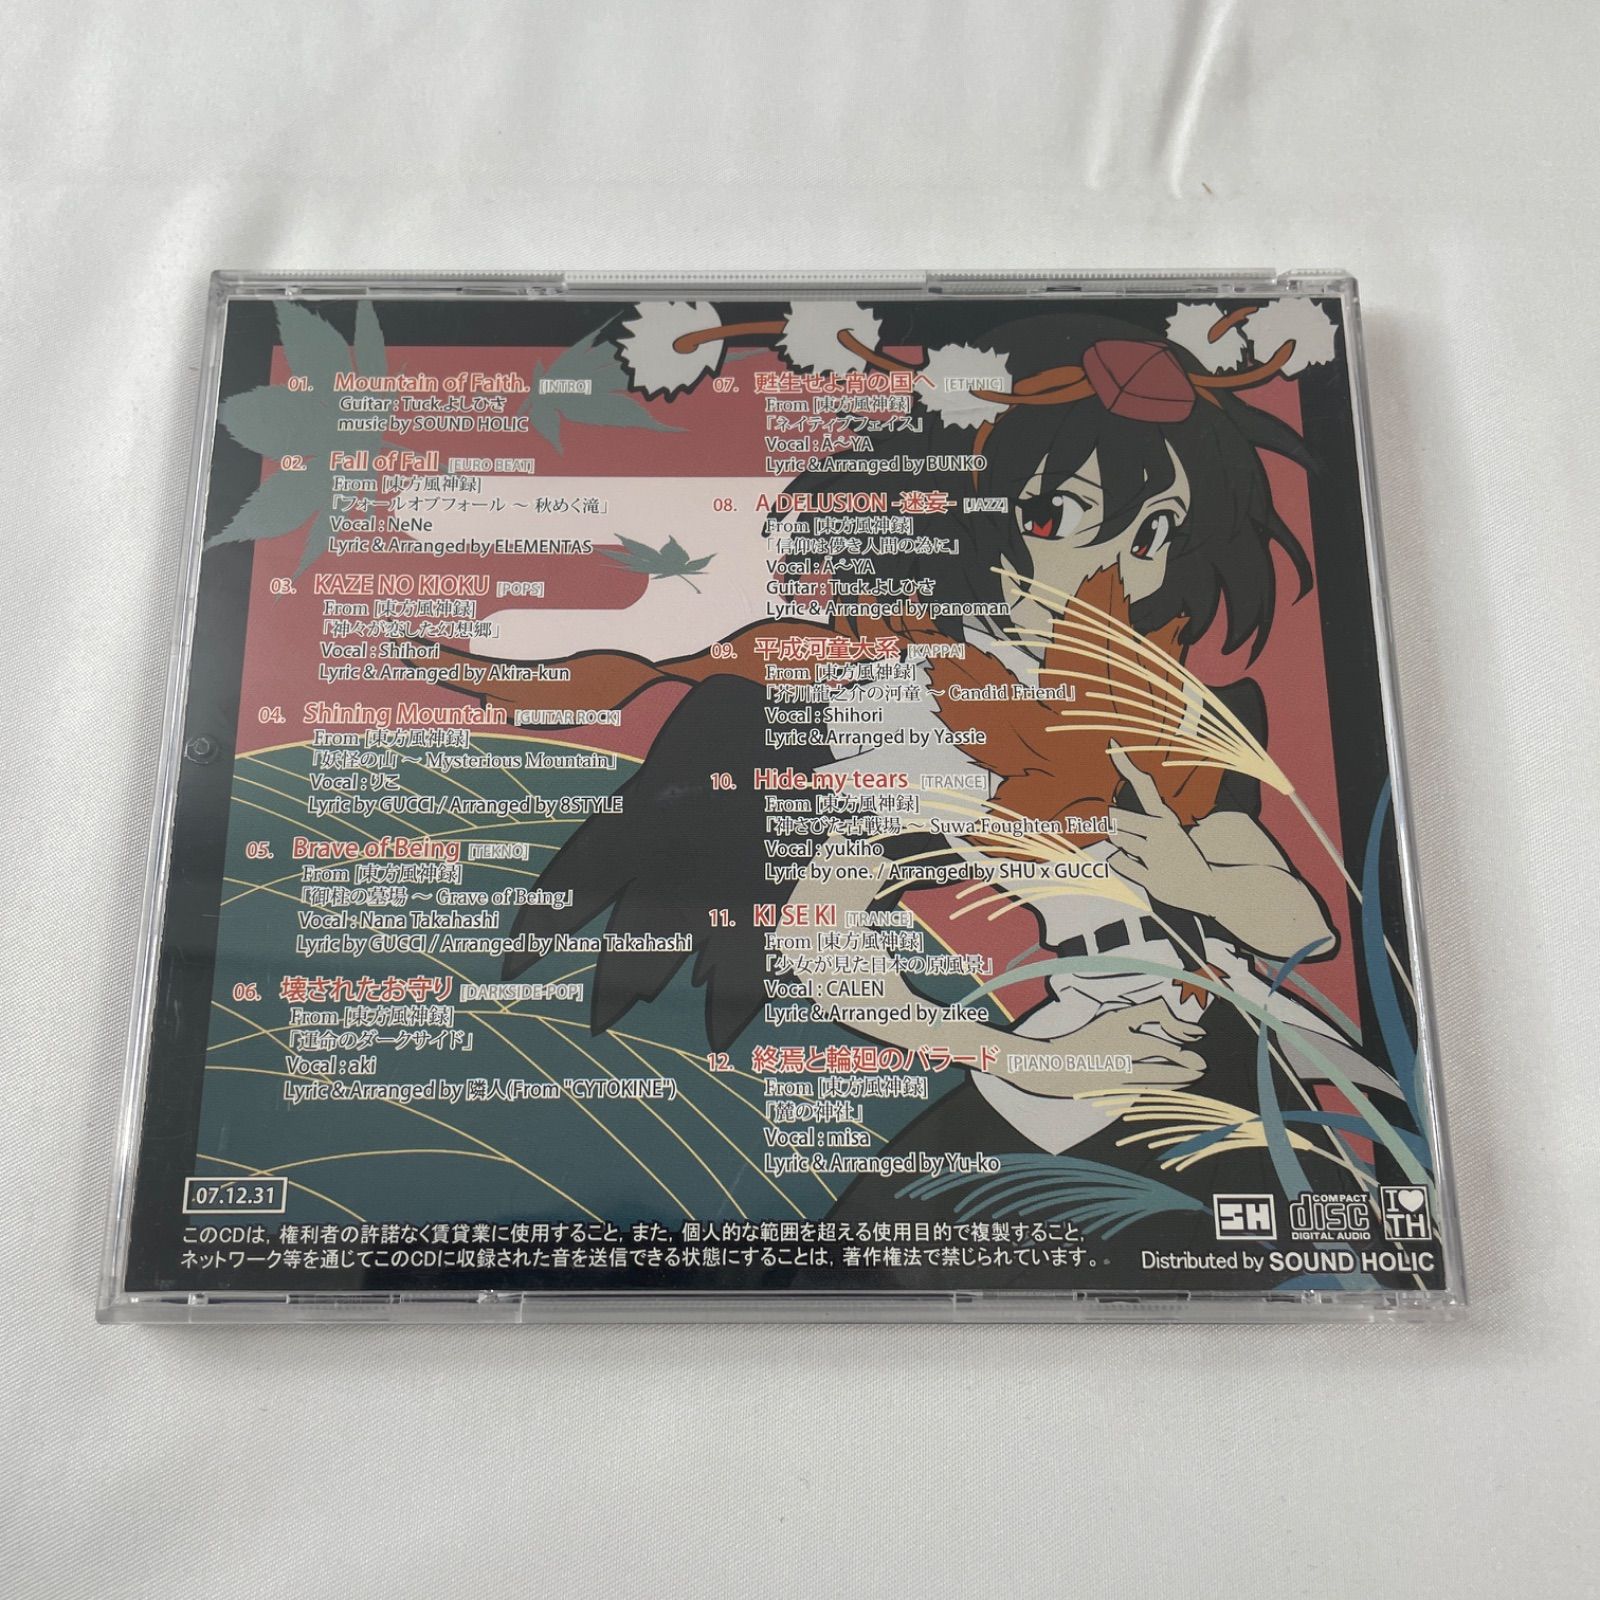 01. Mountain of Faith. [INTRO]
Guitar : Tuck.よしひさ
music by SOUND HOLIC
02. Fall of Fall [EURO BEAT]
From [東方風神録]
「フォールオブフォール ～ 秋めく滝」
Vocal : NeNe
Lyric & Arranged by ELEMENTAS
03. KAZE NO KIOKU [POPS]
From [東方風神録]
「神々が恋した幻想郷」
Vocal : Shihori
Lyric & Arranged by Akira-kun
04. Shining Mountain [GUITAR ROCK]
From [東方風神録]
「妖怪の山 ～ Mysterious Mountain」
Vocal : りこ
Lyric by GUCCI / Arranged by 8STYLE
05. Brave of Being [TEKNO]
From [東方風神録]
「御柱の墓場 ～ Grave of Being」
Vocal : Nana Takahashi
Lyric by GUCCI / Arranged by Nana Takahashi
06. 壊されたお守り [DARKSIDE-POP]
From [東方風神録]
「運命のダークサイド」
Vocal : aki
Lyric & Arranged by 隣人(From "CYTOKINE")
07. 甦生せよ宵の国へ [ETHNIC]
From [東方風神録]
「ネイティブフェイス」
Vocal : Ā～YA
Lyric & Arranged by BUNKO
08. A DELUSION -迷妄- [JAZZ]
From [東方風神録]
「信仰は儚き人間の為に」
Vocal : Ā～YA
Guitar : Tuck.よしひさ
Lyric & Arranged by panoman
09. 平成河童大系 [KAPPA]
From [東方風神録]
「芥川龍之介の河童 ～ Candid Friend」
Vocal : Shihori
Lyric & Arranged by Yassie
10. Hide my tears [TRANCE]
From [東方風神録]
「神さびた古戦場 ～ Suwa Foughten Field」
Vocal : yukiho
Lyric by one. / Arranged by SHU x GUCCI
11. KI SE KI [TRANCE]
From [東方風神録]
「少女が見た日本の原風景」
Vocal : CALEN
Lyric & Arranged by zikee
12. 終焉と輪廻のバラード [PIANO BALLAD]
From [東方風神録]
「麓の神社」
Vocal : misa
Lyric & Arranged by Yu-ko
07.12.31
このCDは，権利者の許諾なく賃貸業に使用すること，また，個人的な範囲を超える使用目的で複製すること，
ネットワーク等を通じてこのCDに収録された音を送信できる状態にすることは，著作権法で禁じられています。
SH
COMPACT
disc
DIGITAL AUDIO
I♥
TH
Distributed by SOUND HOLIC